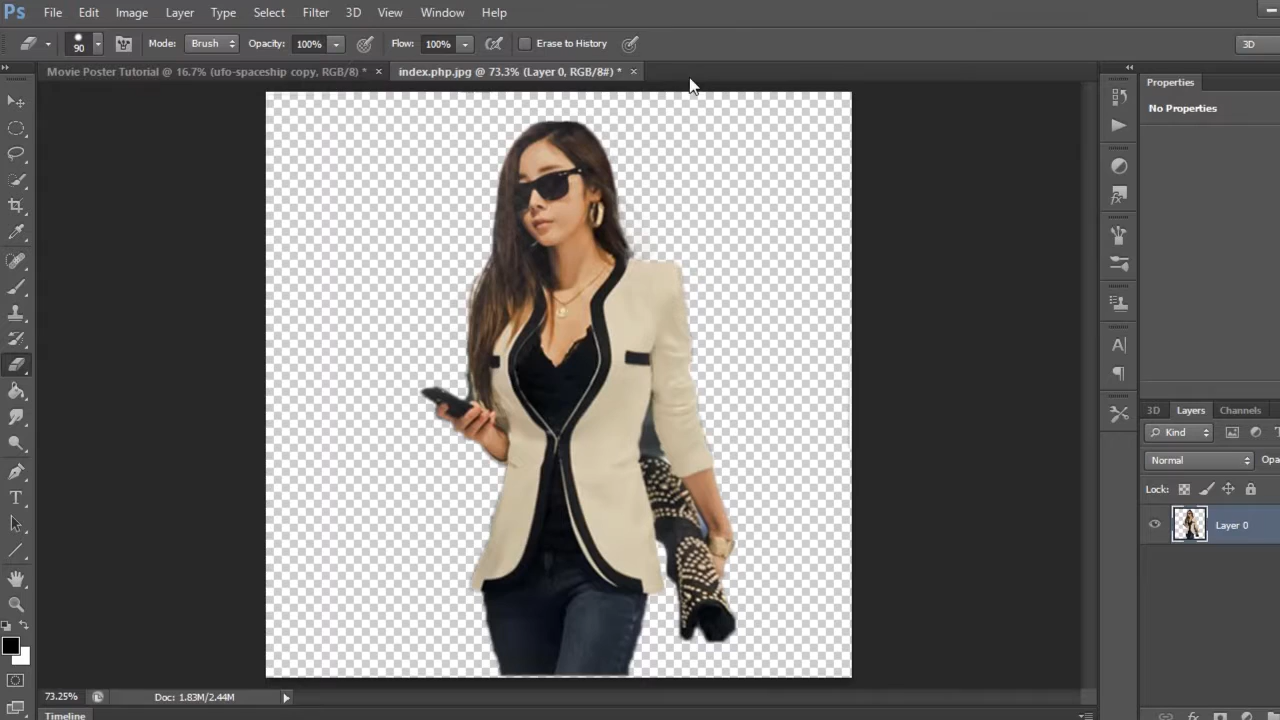 Ps File Edit Image Layer Type Select Filter 3D View Window Help
90 Mode: Brush Opacity: 100% Flow: 100% Erase to History 3D
Movie Poster Tutorial @ 16.7% (ufo-spaceship copy, RGB/8) * × index.php.jpg @ 73.3% (Layer 0, RGB/8#) * ×
Properties
No Properties
3D Layers Channels
Kind
Normal Opa
Lock:
Layer 0
73.25% Doc: 1.83M/2.44M
Timeline